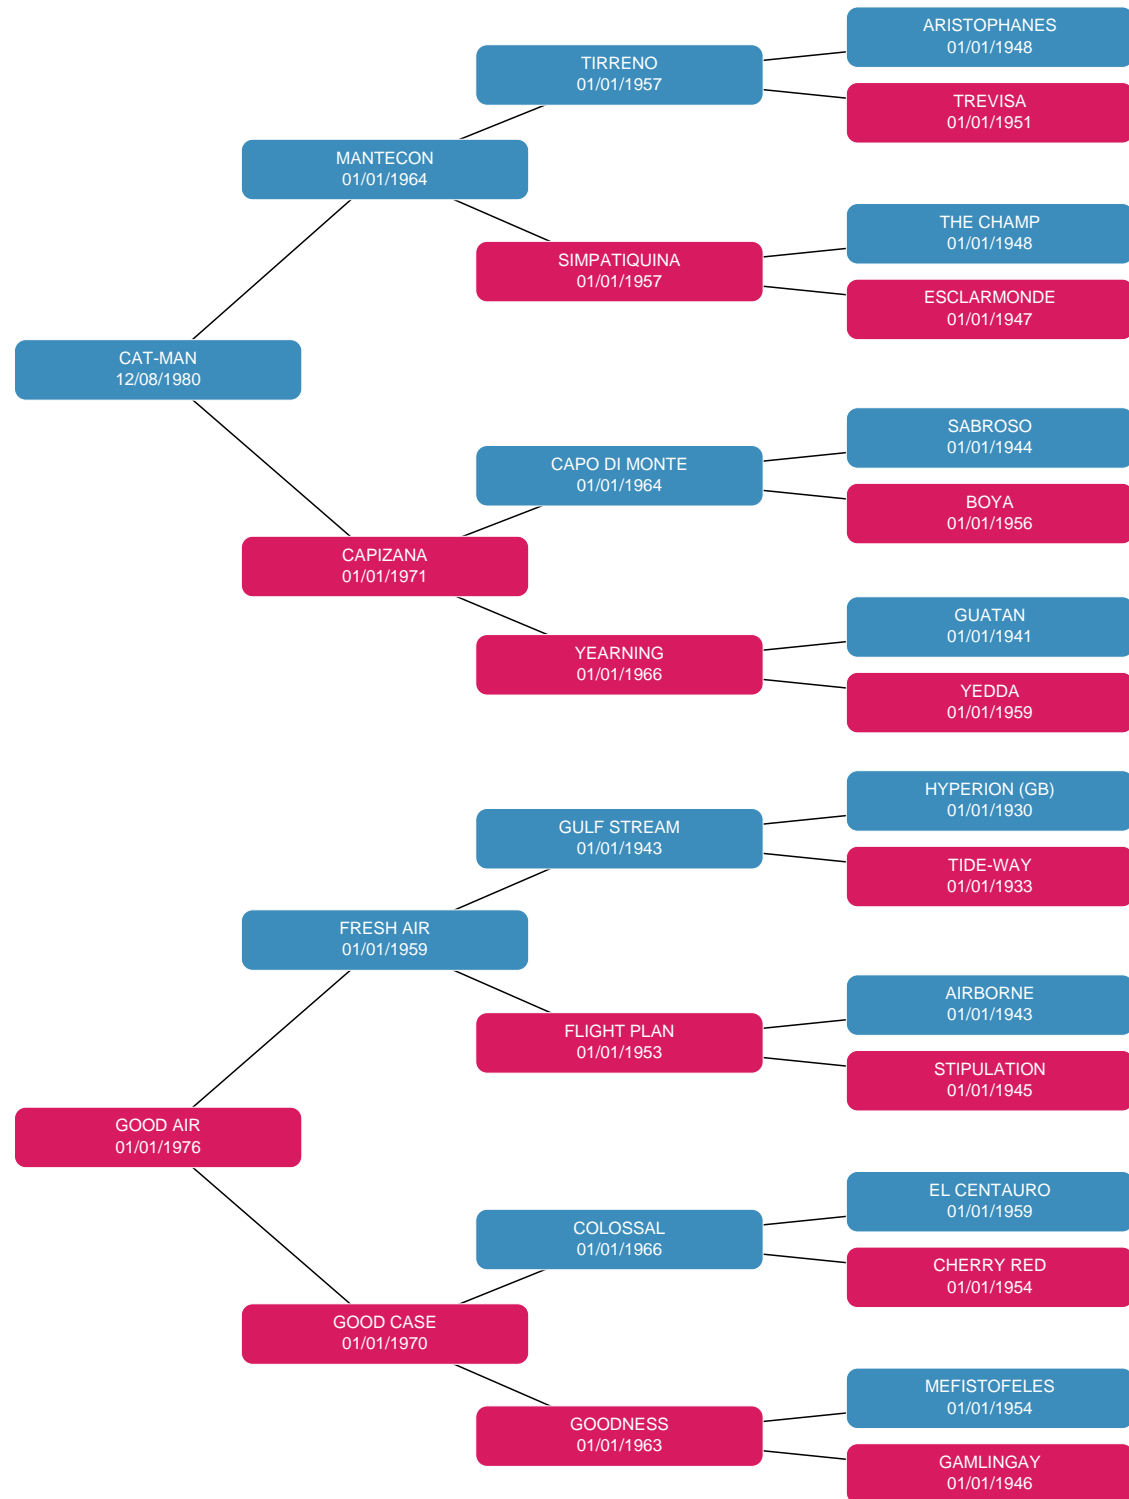 ARISTOPHANES
01/01/1948
TIRRENO
01/01/1957
TREVISA
01/01/1951
MANTECON
01/01/1964
THE CHAMP
01/01/1948
SIMPATIQUINA
01/01/1957
ESCLARMONDE
01/01/1947
CAT-MAN
12/08/1980
SABROSO
01/01/1944
CAPO DI MONTE
01/01/1964
BOYA
01/01/1956
CAPIZANA
01/01/1971
GUATAN
01/01/1941
YEARNING
01/01/1966
YEDDA
01/01/1959
HYPERION (GB)
01/01/1930
GULF STREAM
01/01/1943
TIDE-WAY
01/01/1933
FRESH AIR
01/01/1959
AIRBORNE
01/01/1943
FLIGHT PLAN
01/01/1953
STIPULATION
01/01/1945
GOOD AIR
01/01/1976
EL CENTAURO
01/01/1959
COLOSSAL
01/01/1966
CHERRY RED
01/01/1954
GOOD CASE
01/01/1970
MEFISTOFELES
01/01/1954
GOODNESS
01/01/1963
GAMLINGAY
01/01/1946